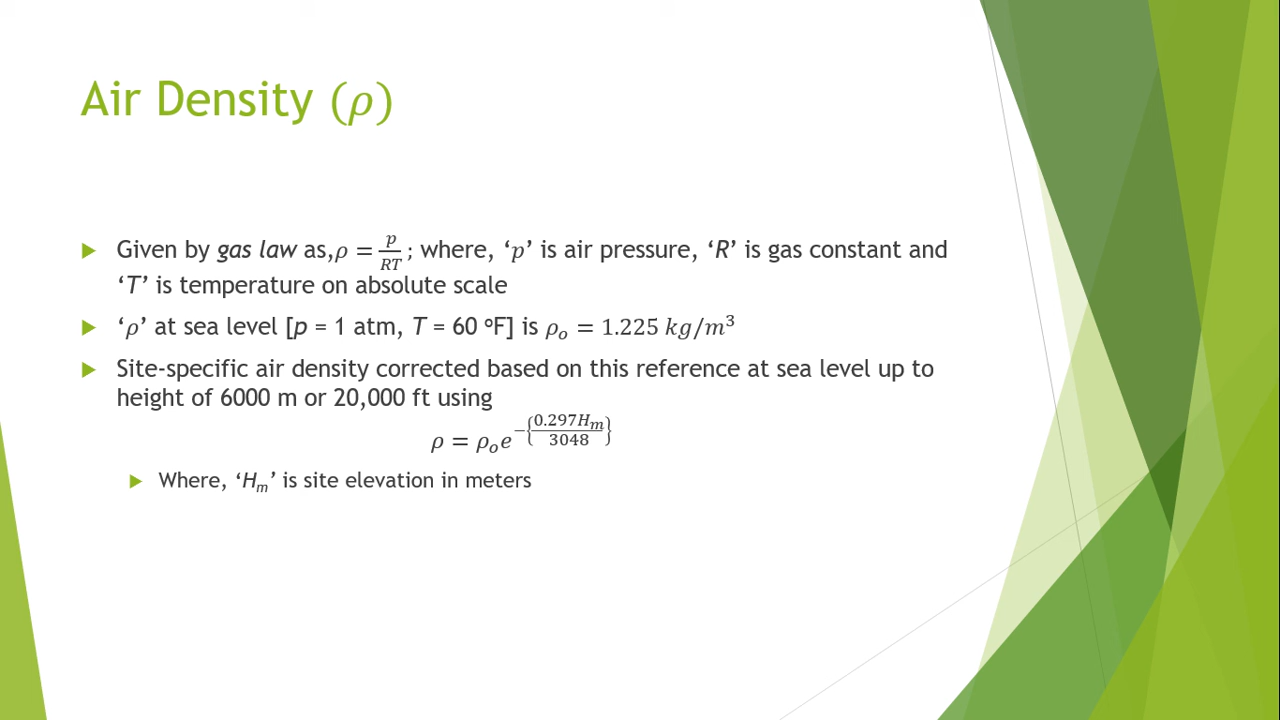 Air Density (𝜌)
Given by gas law as,𝜌 = p/RT ; where, ‘p’ is air pressure, ‘R’ is gas constant and
‘T’ is temperature on absolute scale
‘𝜌’ at sea level [p = 1 atm, T = 60 ºF] is 𝜌ₒ = 1.225 kg/m³
Site-specific air density corrected based on this reference at sea level up to
height of 6000 m or 20,000 ft using
𝜌 = 𝜌ₒe^−{0.297Hₘ/3048}
Where, ‘Hₘ’ is site elevation in meters